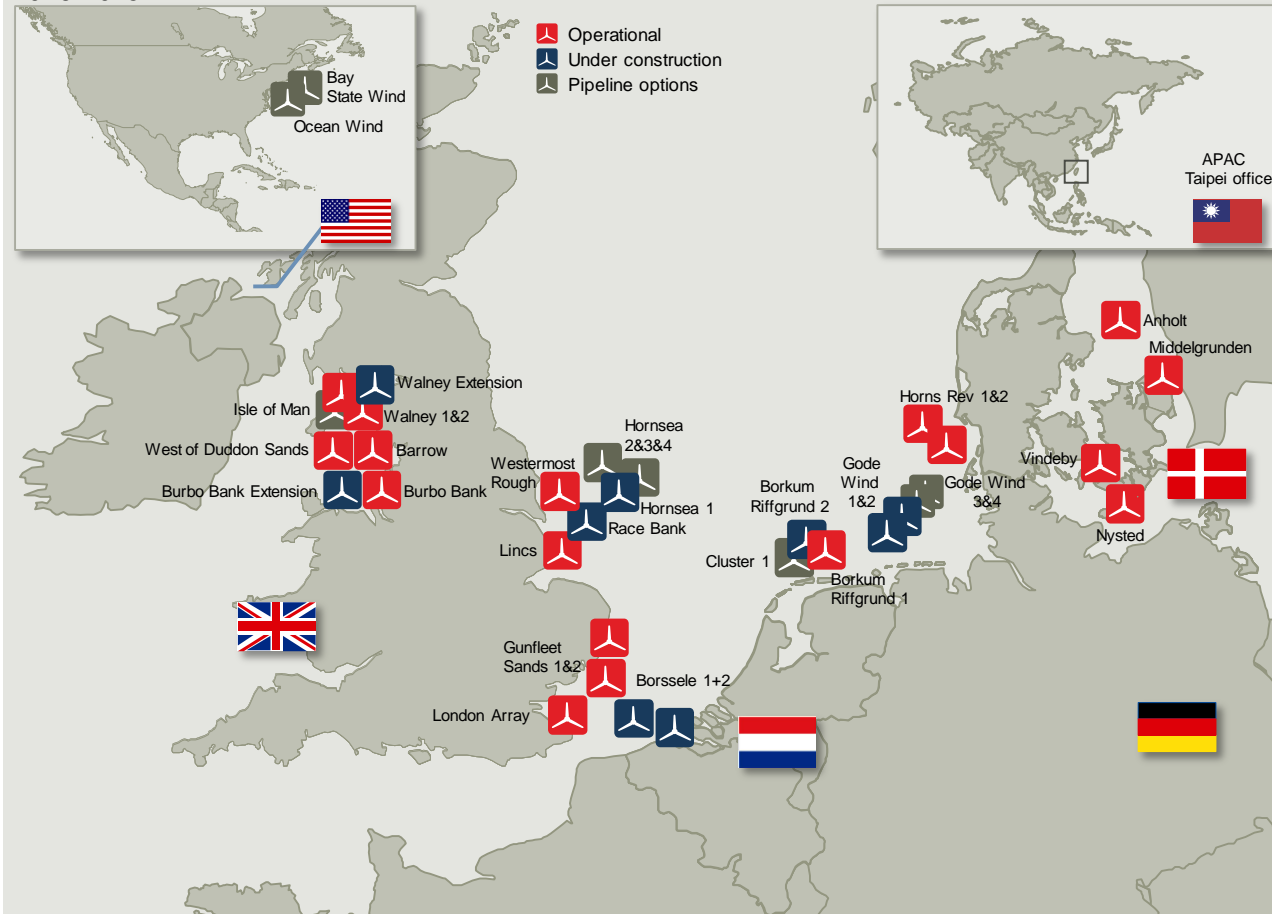 Bay
State Wind
Ocean Wind
Operational
Under construction
Pipeline options
APAC
Taipei office
Anholt
Middelgrunden
Walney Extension
Isle of Man
Walney 1&2
Horns Rev 1&2
West of Duddon Sands
Barrow
Hornsea
2&3&4
Westermost
Rough
Burbo Bank Extension
Burbo Bank
Hornsea 1
Race Bank
Lincs
Borkum
Riffgrund 2
Gode
Wind
1&2
Gode Wind
3&4
Vindeby
Nysted
Cluster 1
Borkum
Riffgrund 1
Gunfleet
Sands 1&2
Borssele 1+2
London Array